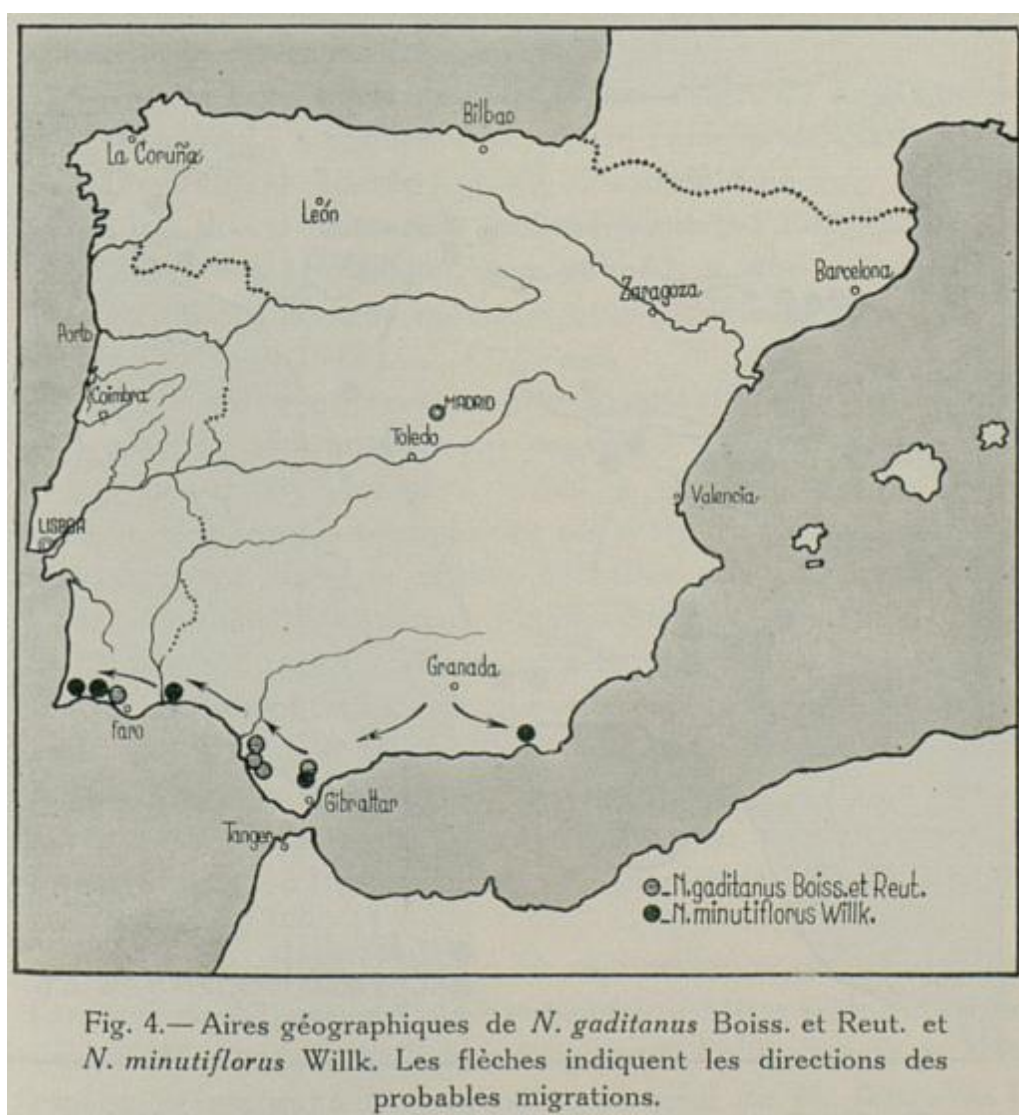 Bilbao
La Coruña
León
Barcelona
Zaragoza
Porto
Coimbra
MADRID
Toledo
Valencia
LISBOA
Granada
faro
Gibraltar
Tanger
N. gaditanus Boiss. et Reut.
N. minutiflorus Willk.
Fig. 4.— Aires géographiques de N. gaditanus Boiss. et Reut. et
N. minutiflorus Willk. Les flèches indiquent les directions des
probables migrations.